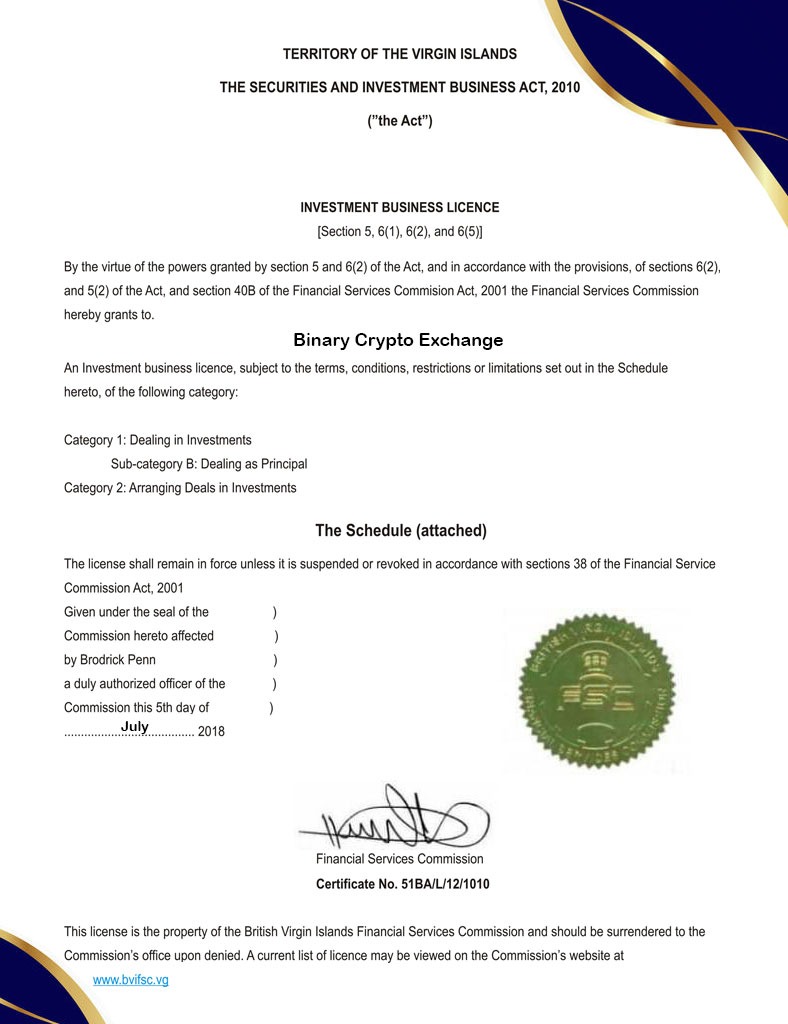 TERRITORY OF THE VIRGIN ISLANDS
THE SECURITIES AND INVESTMENT BUSINESS ACT, 2010
(”the Act”)
INVESTMENT BUSINESS LICENCE
[Section 5, 6(1), 6(2), and 6(5)]
By the virtue of the powers granted by section 5 and 6(2) of the Act, and in accordance with the provisions, of sections 6(2),
and 5(2) of the Act, and section 40B of the Financial Services Commision Act, 2001 the Financial Services Commission
hereby grants to.
Binary Crypto Exchange
An Investment business licence, subject to the terms, conditions, restrictions or limitations set out in the Schedule
hereto, of the following category:
Category 1: Dealing in Investments
Sub-category B: Dealing as Principal
Category 2: Arranging Deals in Investments
The Schedule (attached)
The license shall remain in force unless it is suspended or revoked in accordance with sections 38 of the Financial Service
Commission Act, 2001
Given under the seal of the )
Commission hereto affected )
by Brodrick Penn )
a duly authorized officer of the )
Commission this 5th day of )
....................................... 2018
July
FSC
Financial Services Commission
Certificate No. 51BA/L/12/1010
This license is the property of the British Virgin Islands Financial Services Commission and should be surrendered to the
Commission’s office upon denied. A current list of licence may be viewed on the Commission’s website at
www.bvifsc.vg